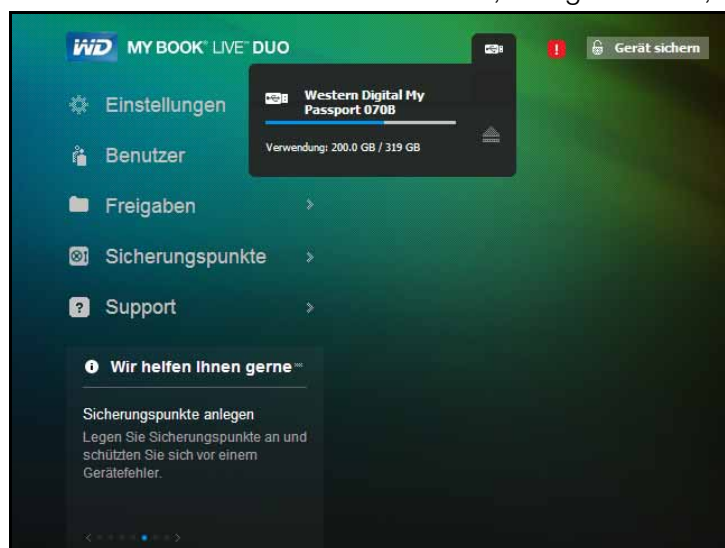 WD MY BOOK® LIVE™ DUO
! Gerät sichern
Western Digital My
Passport 070B
Verwendung: 200.0 GB / 319 GB
Einstellungen
Benutzer
Freigaben
Sicherungspunkte
? Support
Wir helfen Ihnen gerne
Sicherungspunkte anlegen
Legen Sie Sicherungspunkte an und
schützten Sie sich vor einem
Gerätefehler.